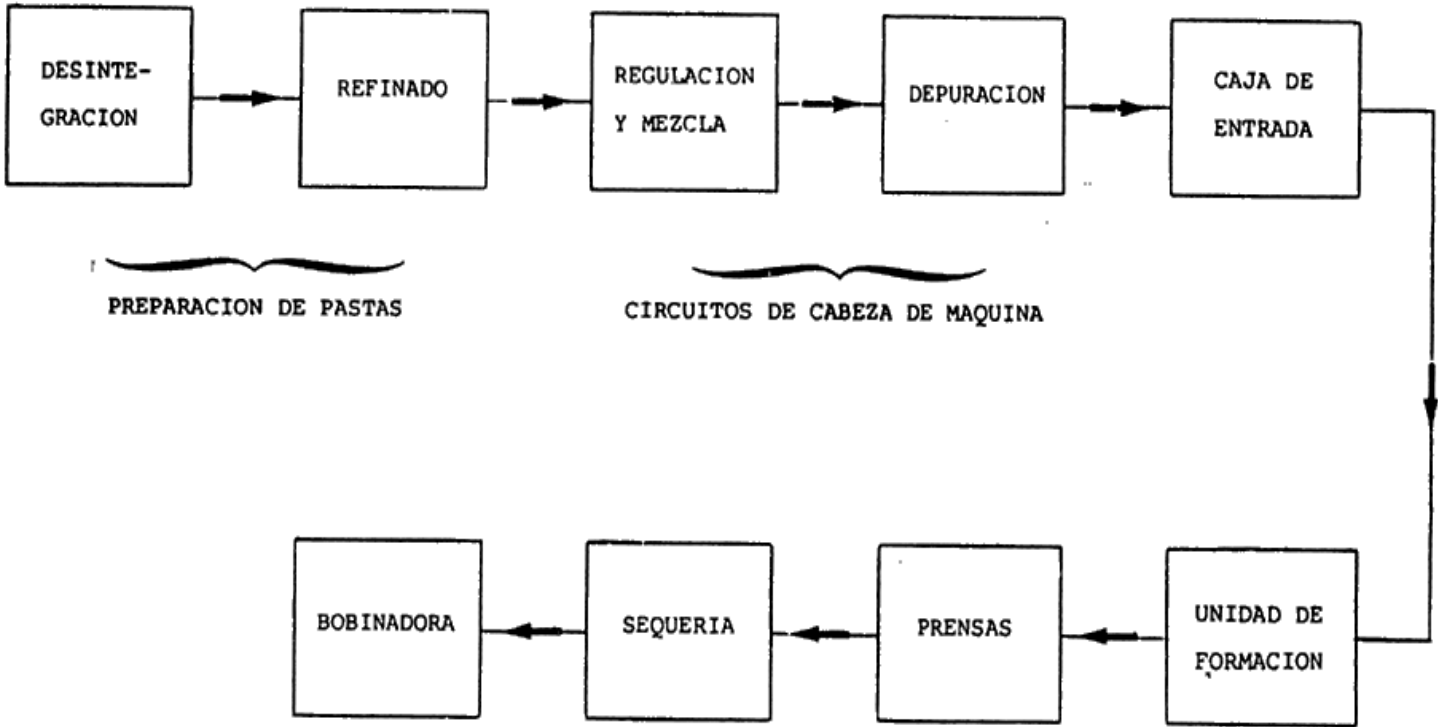 DESINTE-
GRACION
REFINADO
REGULACION
Y MEZCLA
DEPURACION
CAJA DE
ENTRADA
PREPARACION DE PASTAS
CIRCUITOS DE CABEZA DE MAQUINA
BOBINADORA
SEQUERIA
PRENSAS
UNIDAD DE
FORMACION